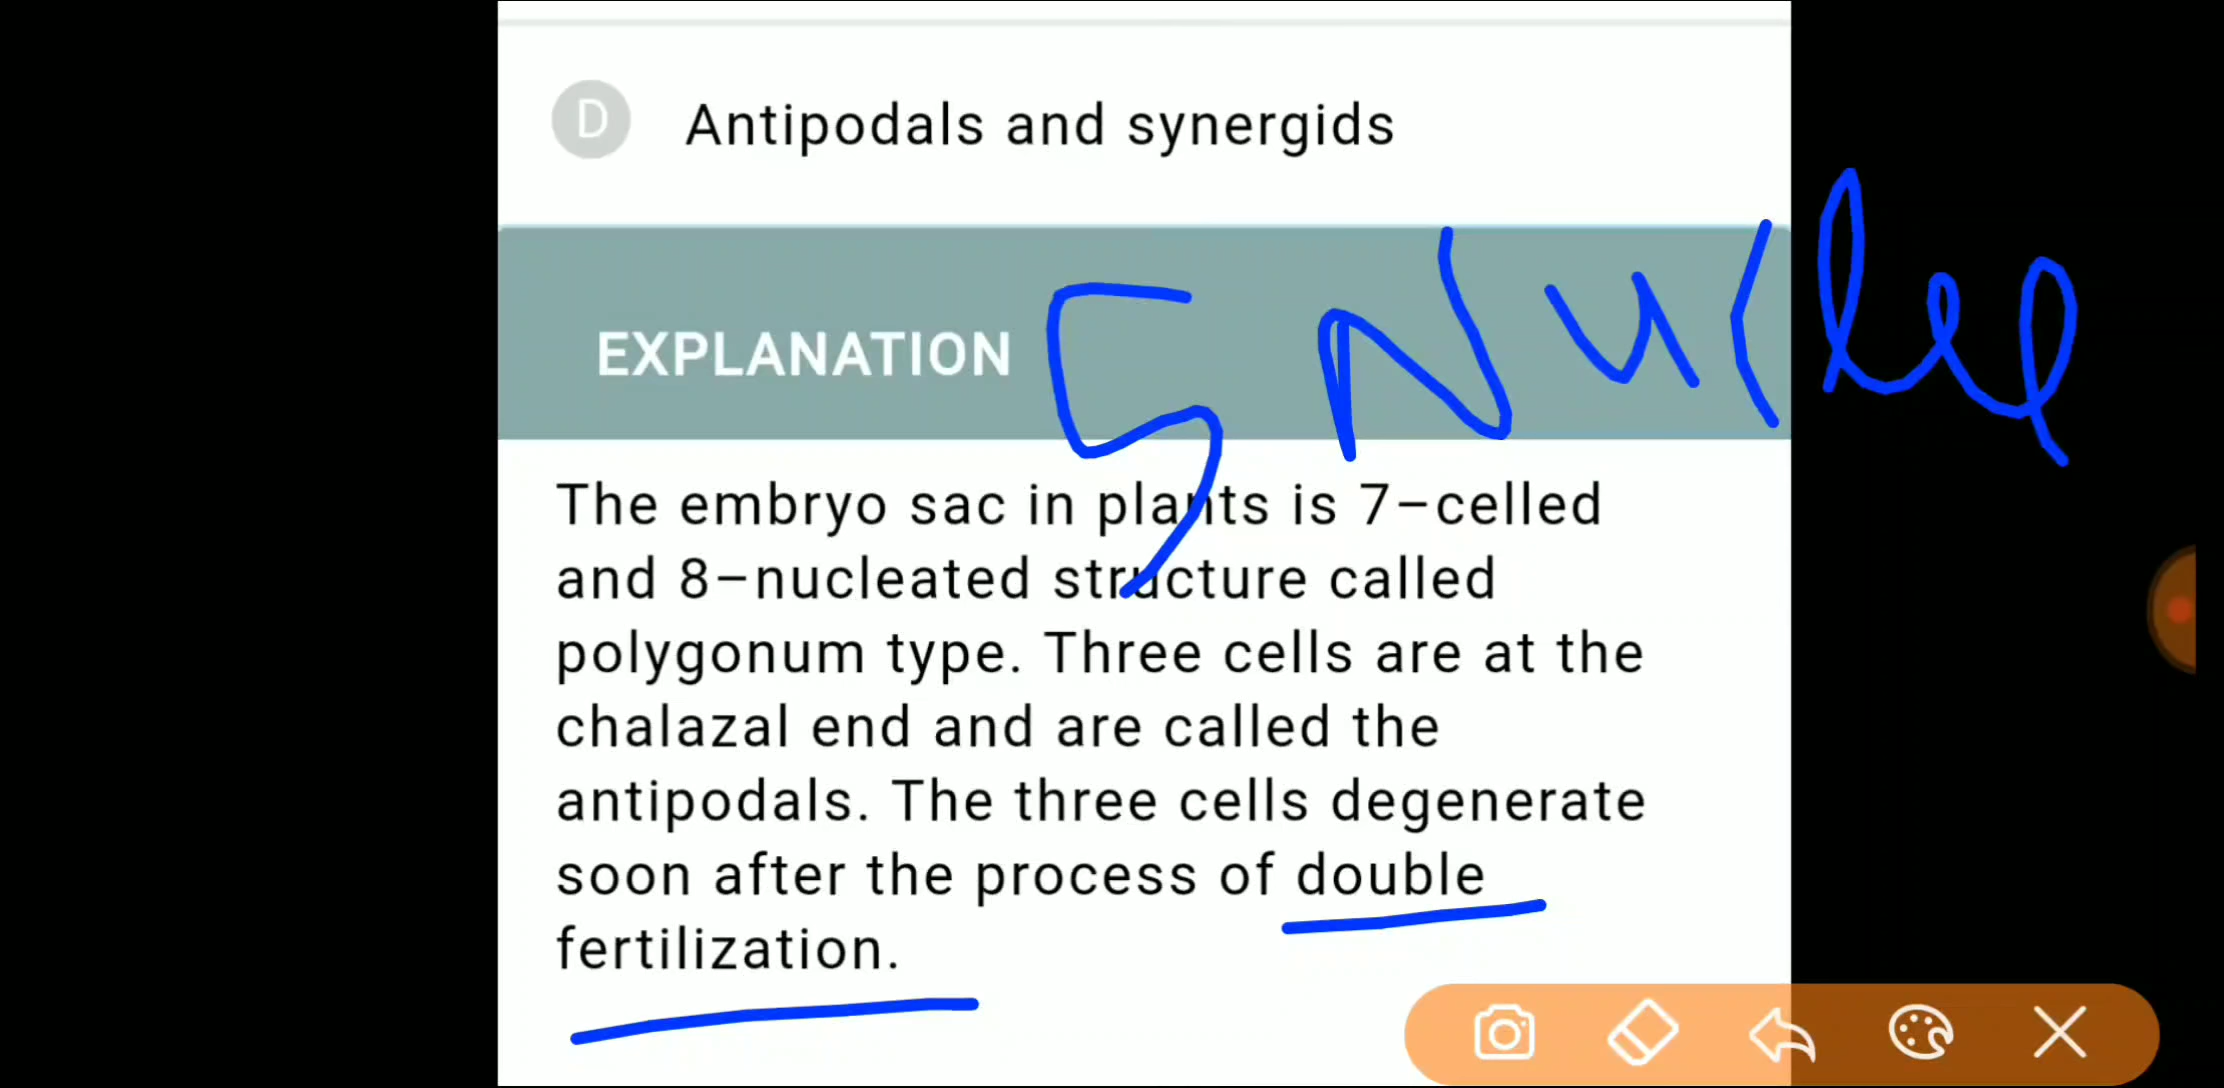 D Antipodals and synergids
EXPLANATION 5 Nuclei
The embryo sac in plants is 7–celled
and 8–nucleated structure called
polygonum type. Three cells are at the
chalazal end and are called the
antipodals. The three cells degenerate
soon after the process of double
fertilization.